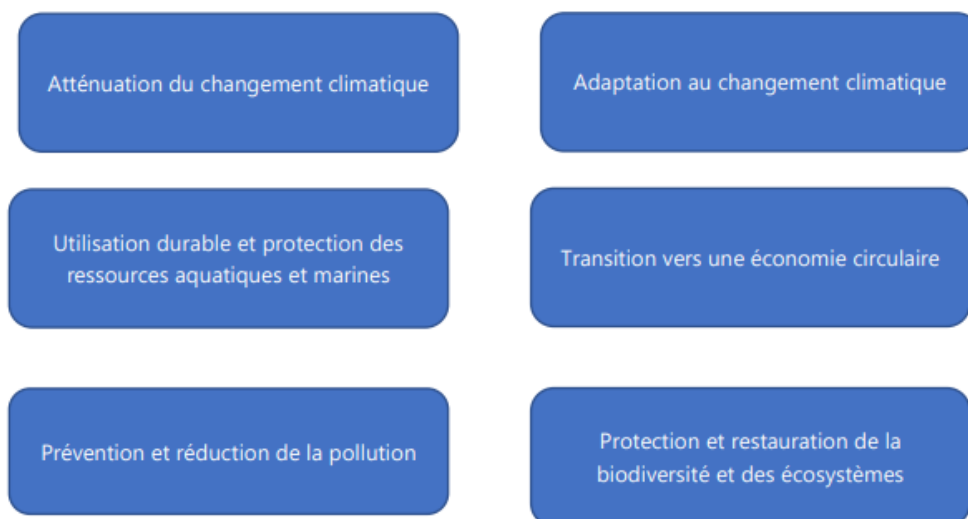 Atténuation du changement climatique
Adaptation au changement climatique
Utilisation durable et protection des
ressources aquatiques et marines
Transition vers une économie circulaire
Prévention et réduction de la pollution
Protection et restauration de la
biodiversité et des écosystèmes